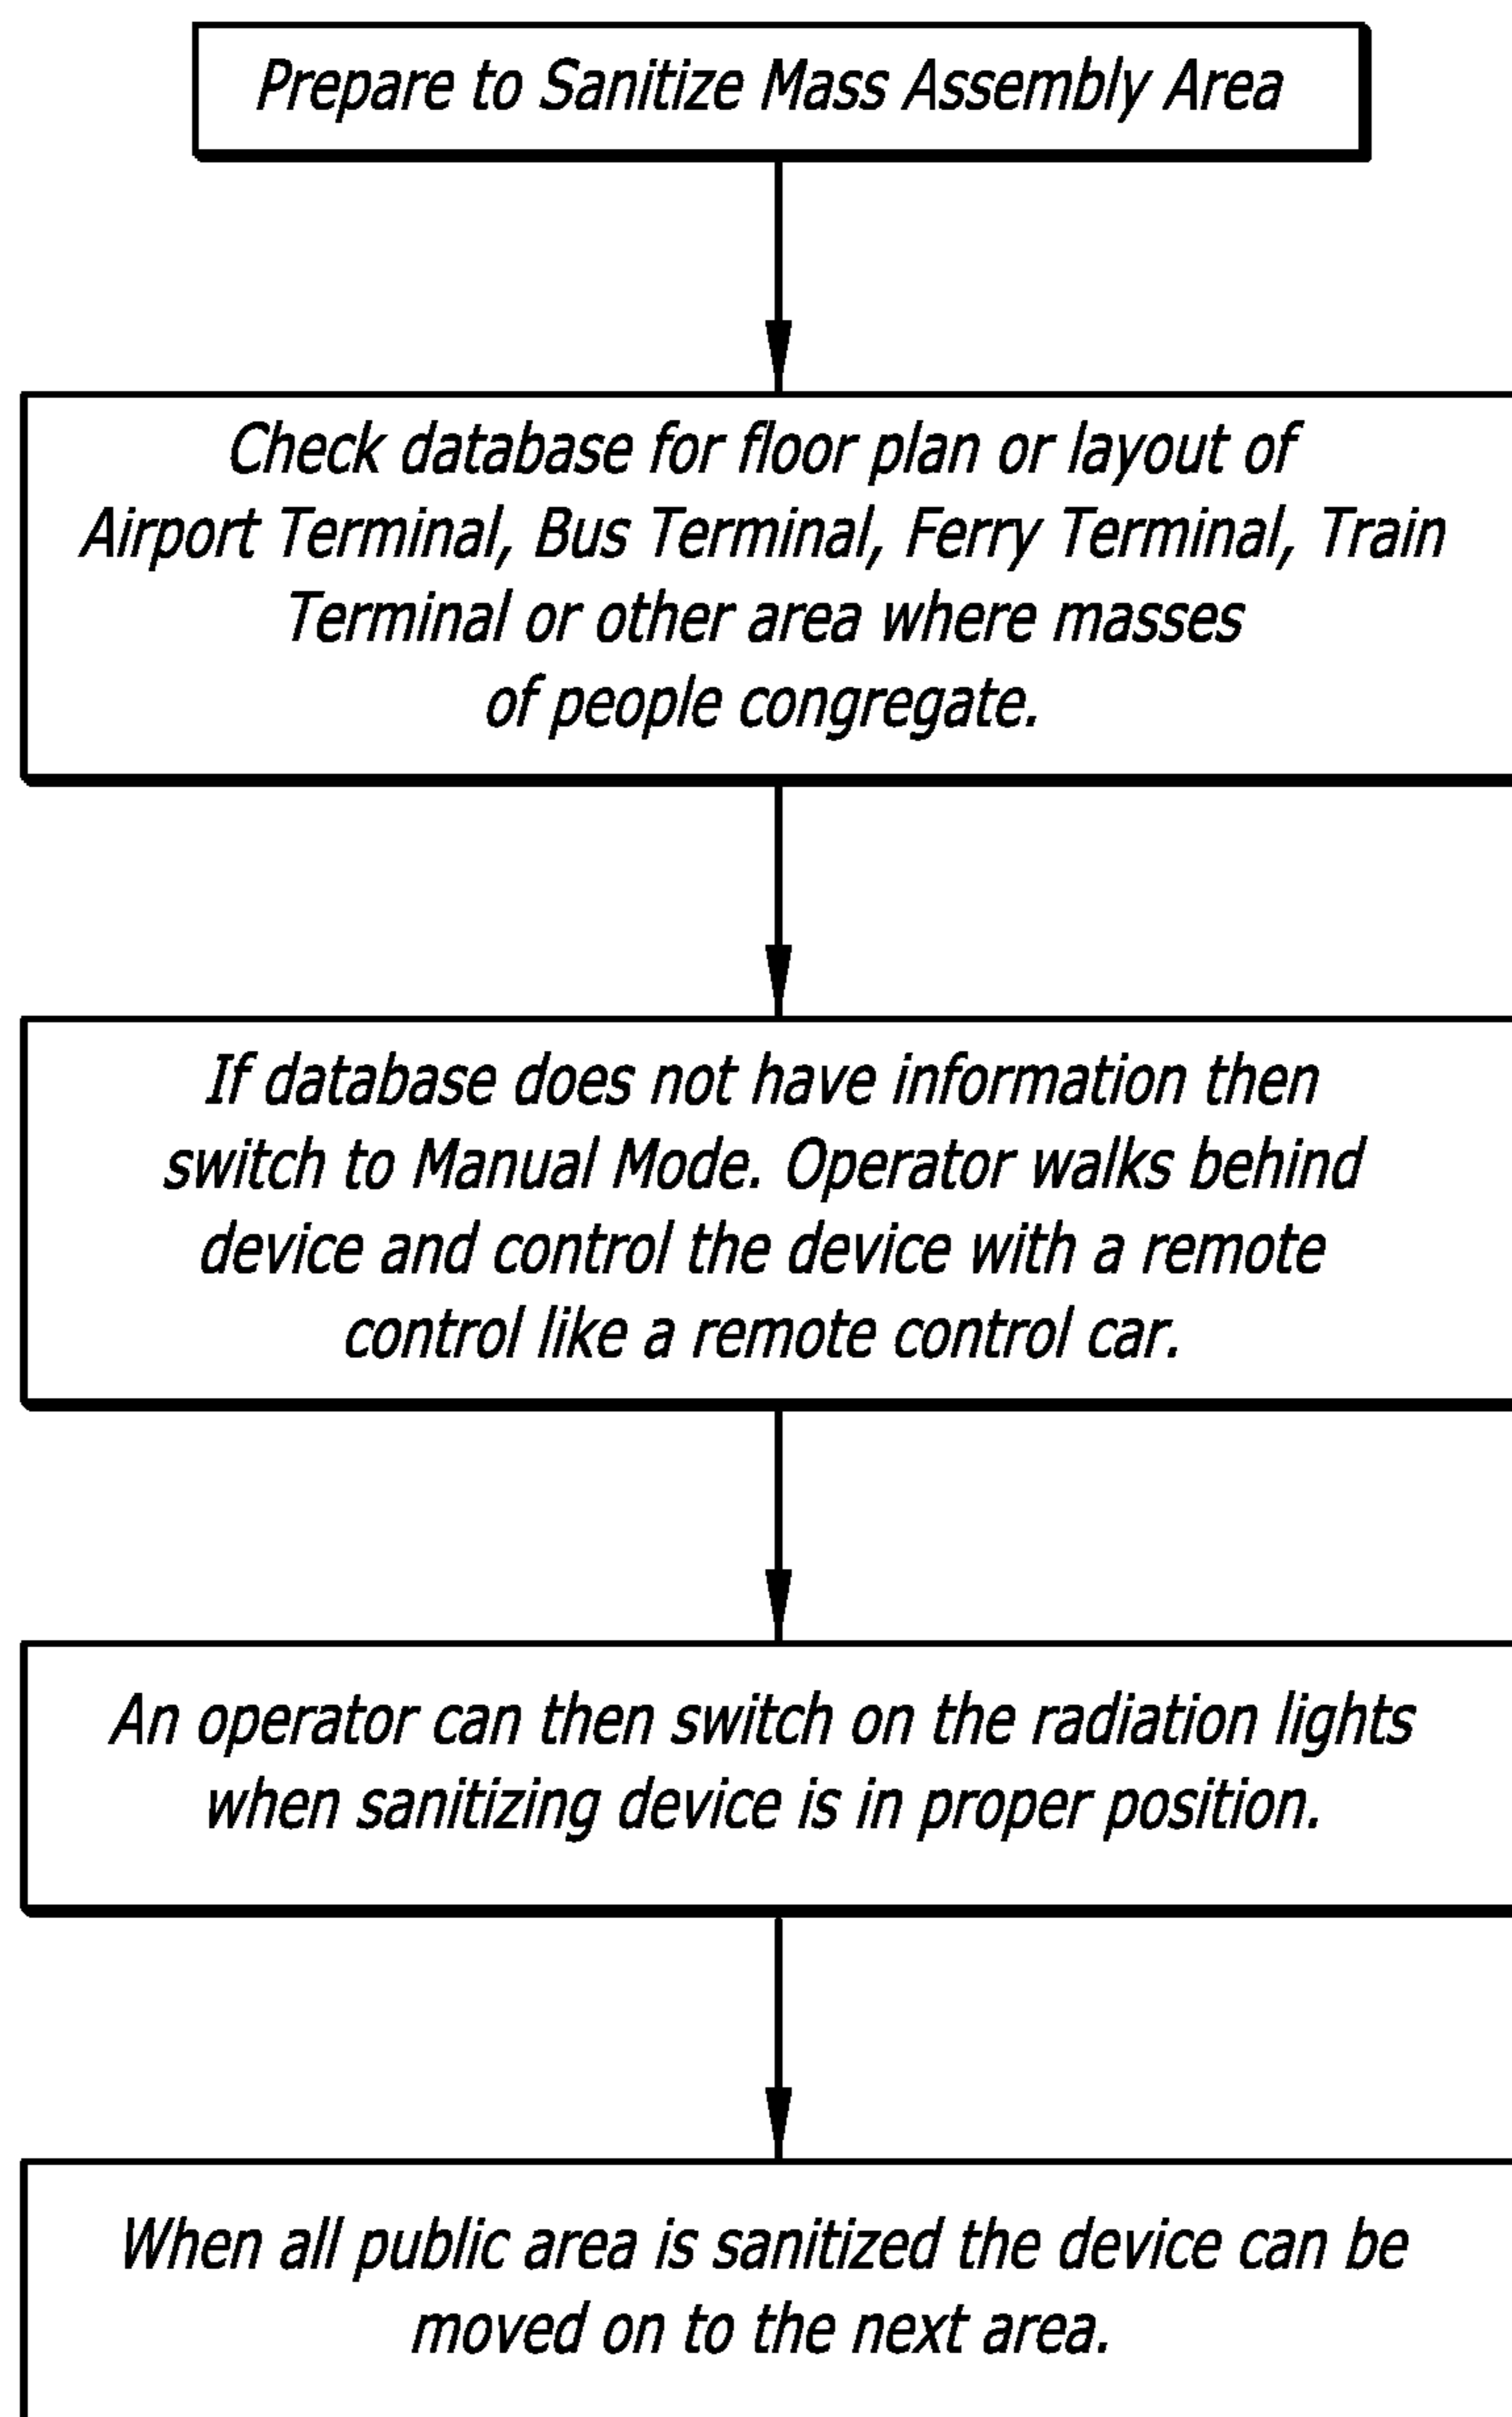 Prepare to Sanitize Mass Assembly Area
Check database for floor plan or layout of
Airport Terminal, Bus Terminal, Ferry Terminal, Train
Terminal or other area where masses
of people congregate.
If database does not have information then
switch to Manual Mode. Operator walks behind
device and control the device with a remote
control like a remote control car.
An operator can then switch on the radiation lights
when sanitizing device is in proper position.
When all public area is sanitized the device can be
moved on to the next area.